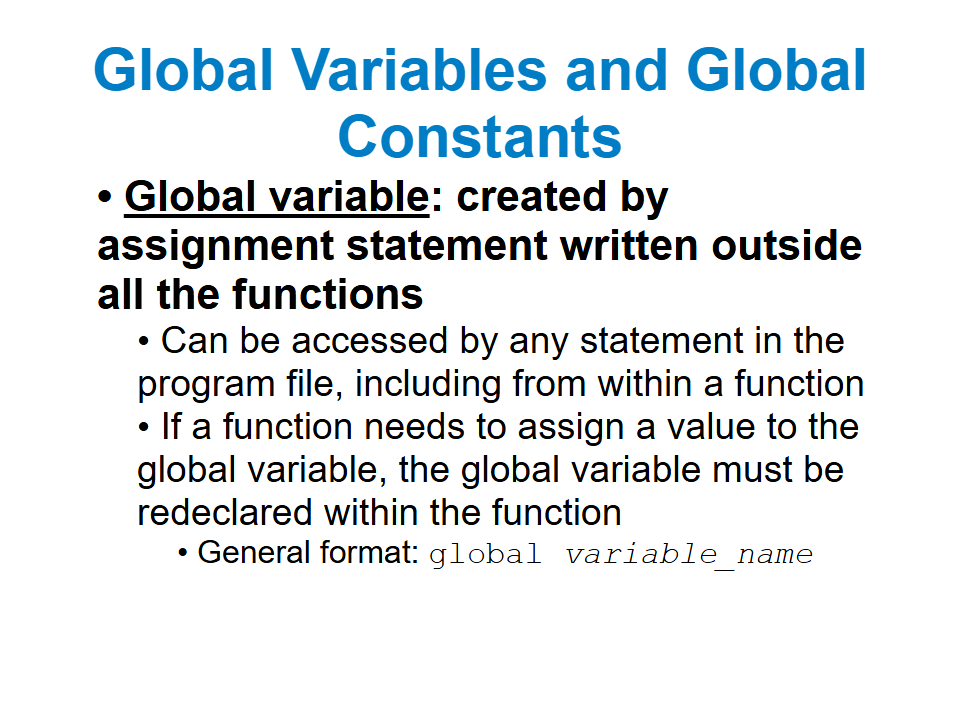 Global Variables and Global
Constants
• Global variable: created by
assignment statement written outside
all the functions
• Can be accessed by any statement in the
program file, including from within a function
• If a function needs to assign a value to the
global variable, the global variable must be
redeclared within the function
• General format: global variable_name